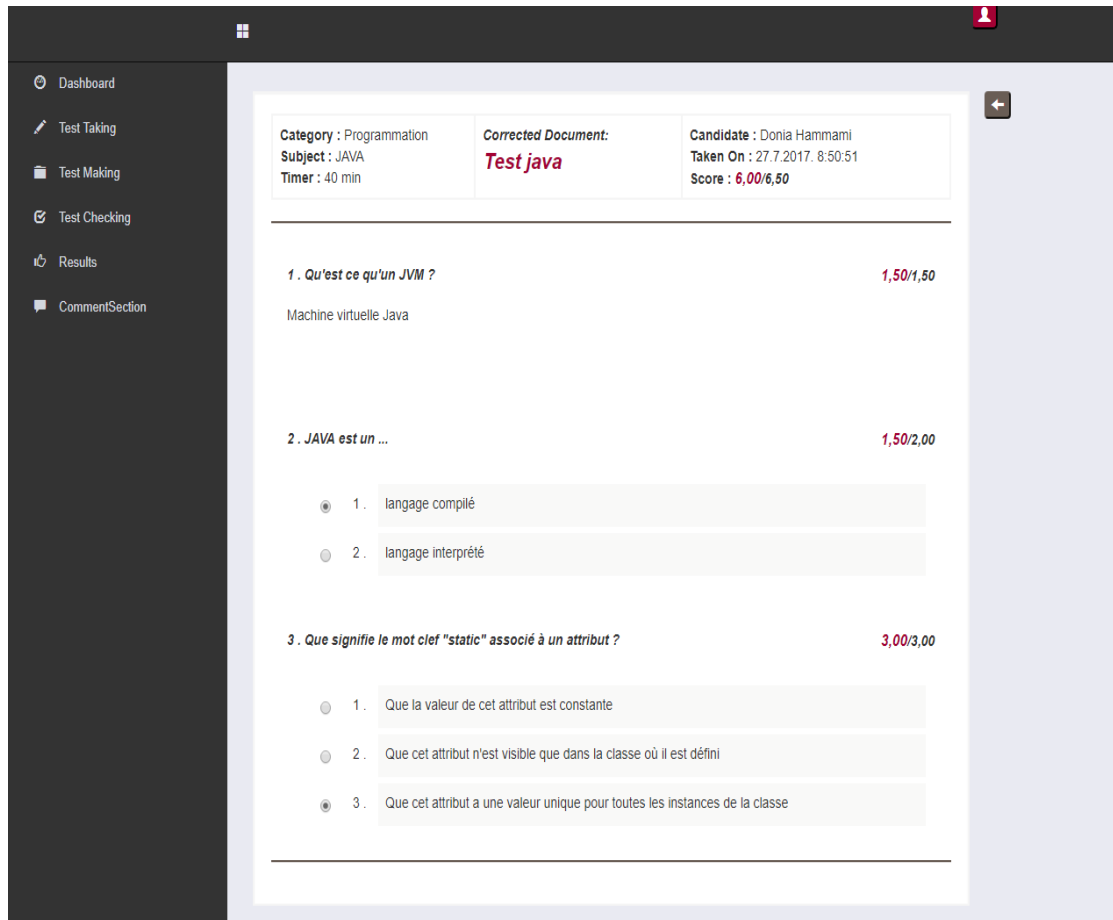 Dashboard
Test Taking
Test Making
Test Checking
Results
CommentSection
Category : Programmation
Subject : JAVA
Timer : 40 min
Corrected Document:
Test java
Candidate : Donia Hammami
Taken On : 27.7.2017. 8:50:51
Score : 6,00/6,50
1 . Qu'est ce qu'un JVM ? 1,50/1,50
Machine virtuelle Java
2 . JAVA est un ... 1,50/2,00
1 . langage compilé
2 . langage interprété
3 . Que signifie le mot clef "static" associé à un attribut ? 3,00/3,00
1 . Que la valeur de cet attribut est constante
2 . Que cet attribut n'est visible que dans la classe où il est défini
3 . Que cet attribut a une valeur unique pour toutes les instances de la classe